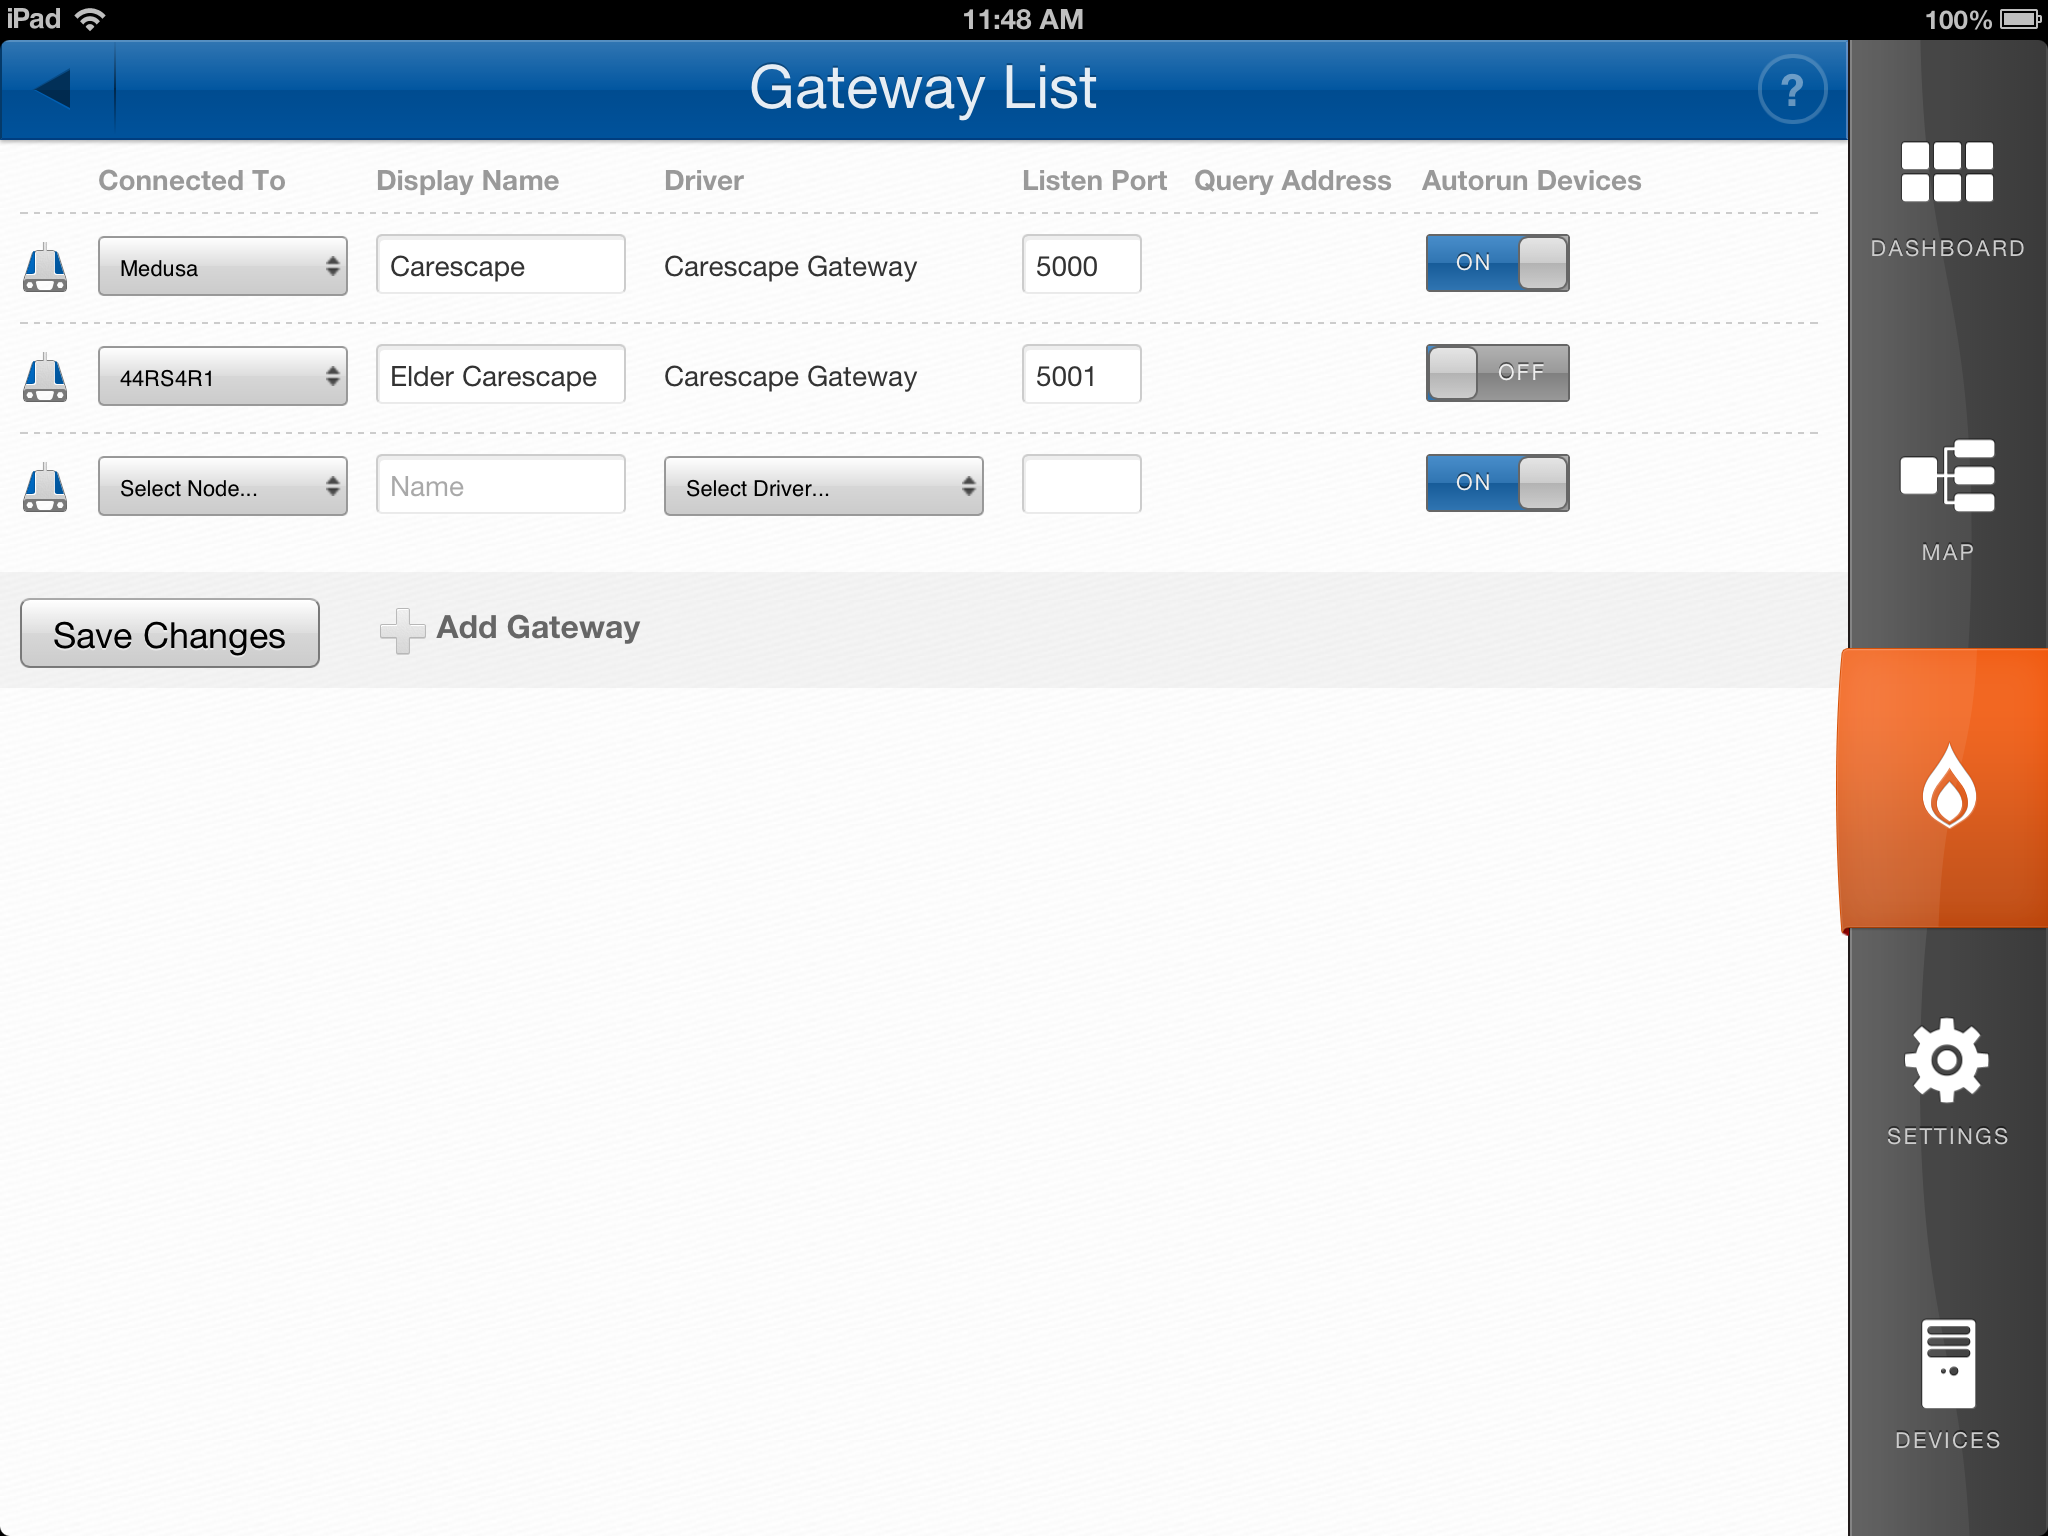 iPad 11:48 AM 100%
Gateway List ?
Connected To Display Name Driver Listen Port Query Address Autorun Devices
Medusa Carescape Carescape Gateway 5000 ON
44RS4R1 Elder Carescape Carescape Gateway 5001 OFF
Select Node... Name Select Driver... ON
Save Changes Add Gateway
DASHBOARD
MAP
SETTINGS
DEVICES